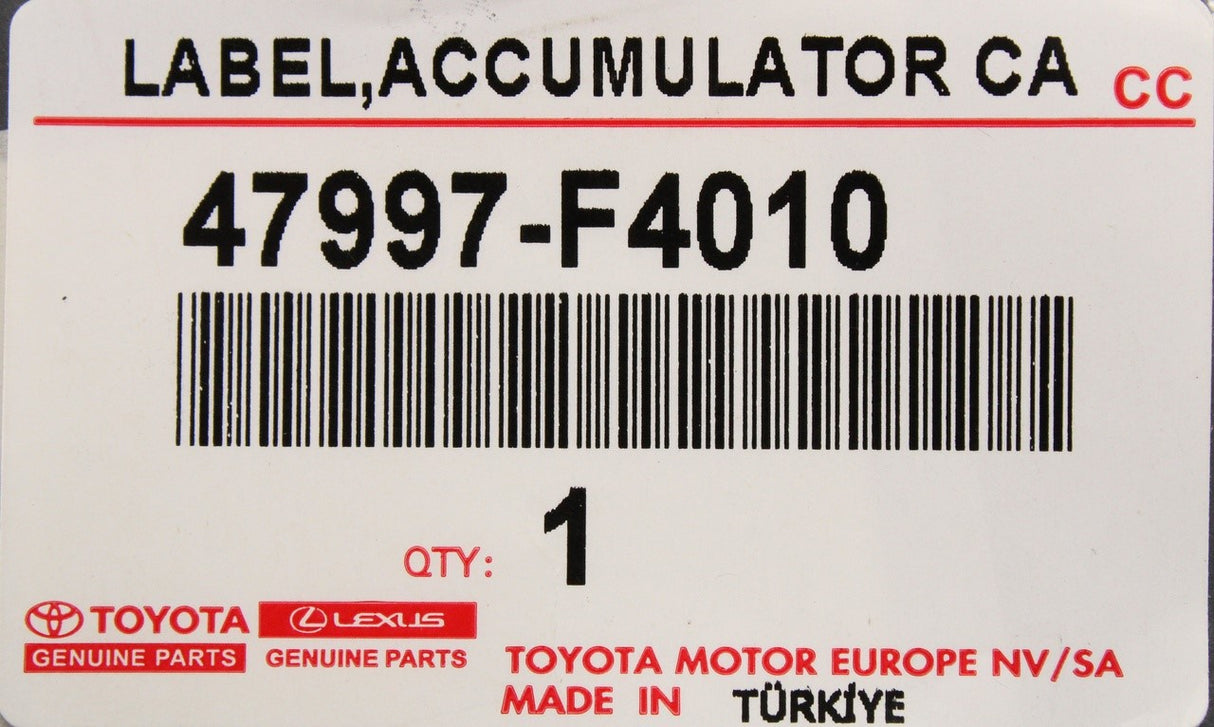 LABEL,ACCUMULATOR CA CC
47997-F4010
1
QTY:
TOYOTA LEXUS
GENUINE PARTS GENUINE PARTS
TOYOTA MOTOR EUROPE NV/SA
MADE IN TÜRKİYE